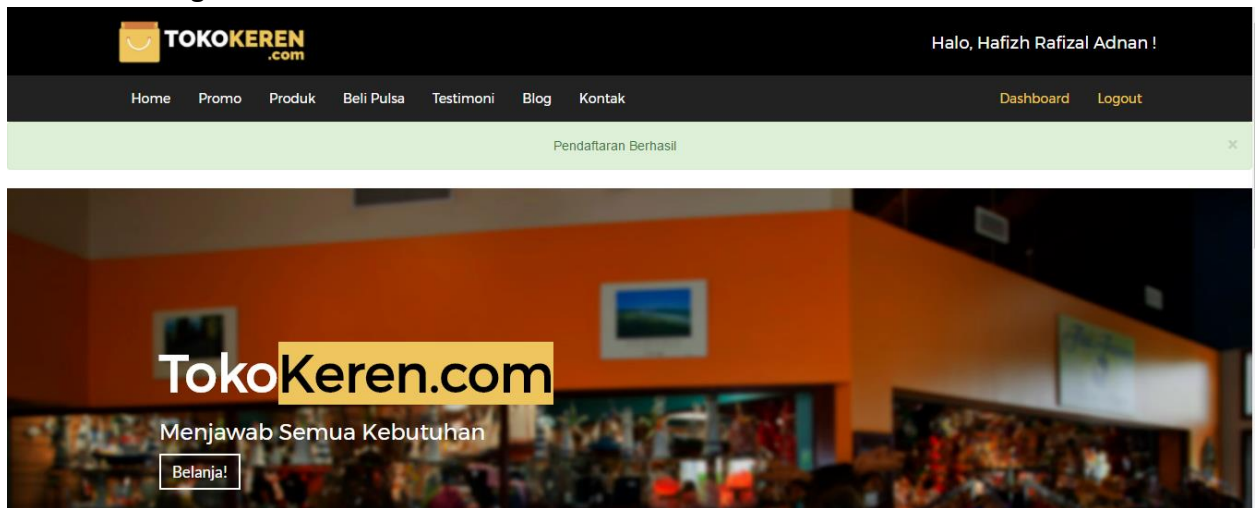 TOKOKEREN
.com
Halo, Hafizh Rafizal Adnan !
Home Promo Produk Beli Pulsa Testimoni Blog Kontak Dashboard Logout
Pendaftaran Berhasil ×
TokoKeren.com
Menjawab Semua Kebutuhan
Belanja!